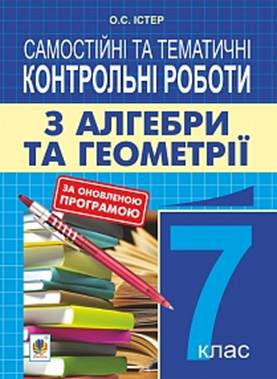 О.С. ІСТЕР
САМОСТІЙНІ ТА ТЕМАТИЧНІ
КОНТРОЛЬНІ РОБОТИ
З АЛГЕБРИ
ТА ГЕОМЕТРІЇ
ЗА ОНОВЛЕНОЮ
ПРОГРАМОЮ
7
клас